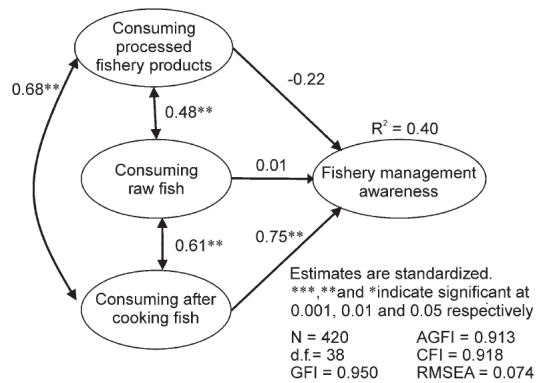 Consuming
processed
fishery products
0.68**
-0.22
0.48**
R² = 0.40
Consuming
raw fish
0.01
Fishery management
awareness
0.61**
0.75**
Consuming after
cooking fish
Estimates are standardized.
***,**and *indicate significant at
0.001, 0.01 and 0.05 respectively
N = 420 AGFI = 0.913
d.f.= 38 CFI = 0.918
GFI = 0.950 RMSEA = 0.074